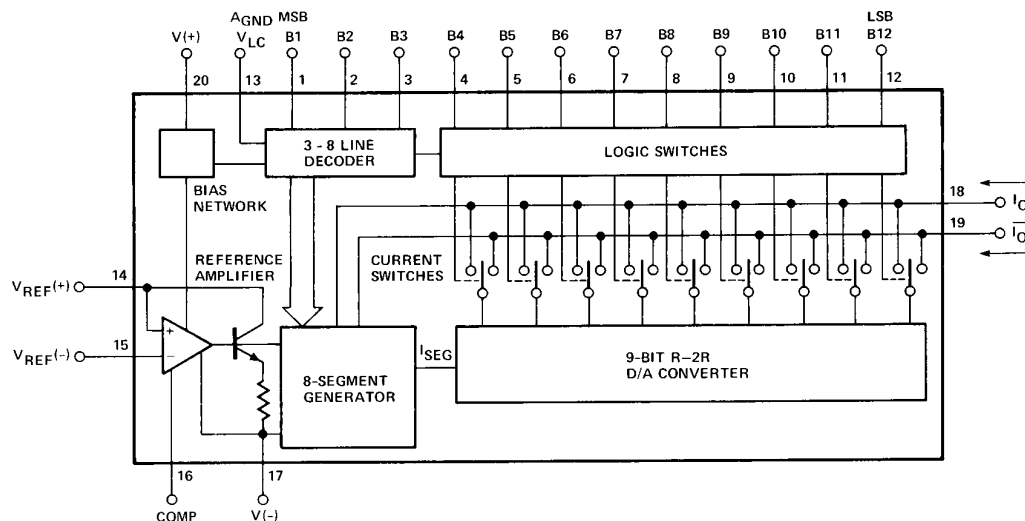 AGND MSB LSB
V(+) VLC B1 B2 B3 B4 B5 B6 B7 B8 B9 B10 B11 B12
20 13 1 2 3 4 5 6 7 8 9 10 11 12
3 - 8 LINE
DECODER
LOGIC SWITCHES
BIAS
NETWORK
18
IO
19
IO
REFERENCE
AMPLIFIER
CURRENT
SWITCHES
14
VREF(+)
+
15
VREF(-)
−
8-SEGMENT
GENERATOR
ISEG
9-BIT R-2R
D/A CONVERTER
16 17
COMP V(-)